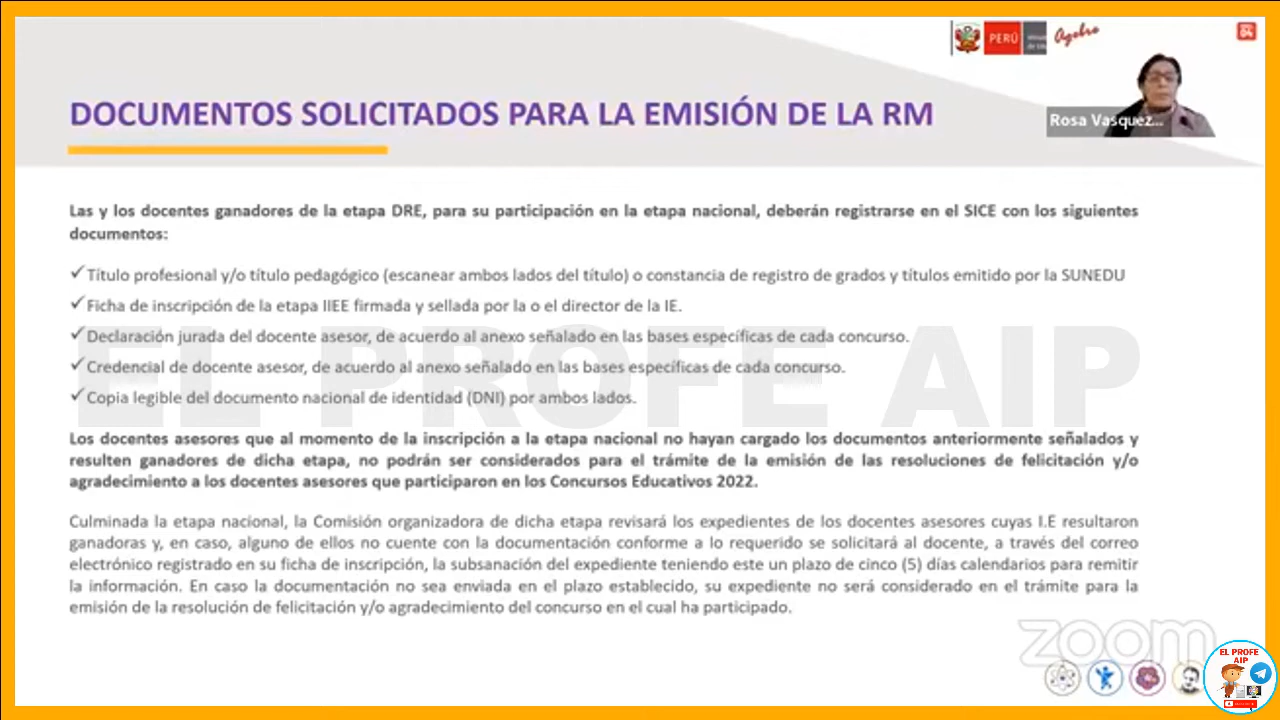 PERÚ
DOCUMENTOS SOLICITADOS PARA LA EMISIÓN DE LA RM
Rosa Vasquez...
Las y los docentes ganadores de la etapa DRE, para su participación en la etapa nacional, deberán registrarse en el SICE con los siguientes
documentos:
✓Título profesional y/o título pedagógico (escanear ambos lados del título) o constancia de registro de grados y títulos emitido por la SUNEDU
✓Ficha de inscripción de la etapa IIEE firmada y sellada por la o el director de la IE.
✓Declaración jurada del docente asesor, de acuerdo al anexo señalado en las bases específicas de cada concurso.
✓Credencial de docente asesor, de acuerdo al anexo señalado en las bases específicas de cada concurso.
✓Copia legible del documento nacional de identidad (DNI) por ambos lados.
EL PROFE AIP
Los docentes asesores que al momento de la inscripción a la etapa nacional no hayan cargado los documentos anteriormente señalados y
resulten ganadores de dicha etapa, no podrán ser considerados para el trámite de la emisión de las resoluciones de felicitación y/o
agradecimiento a los docentes asesores que participaron en los Concursos Educativos 2022.
Culminada la etapa nacional, la Comisión organizadora de dicha etapa revisará los expedientes de los docentes asesores cuyas I.E resultaron
ganadoras y, en caso, alguno de ellos no cuente con la documentación conforme a lo requerido se solicitará al docente, a través del correo
electrónico registrado en su ficha de inscripción, la subsanación del expediente teniendo este un plazo de cinco (5) días calendarios para remitir
la información. En caso la documentación no sea enviada en el plazo establecido, su expediente no será considerado en el trámite para la
emisión de la resolución de felicitación y/o agradecimiento del concurso en el cual ha participado.
zoom
EL PROFE
AIP